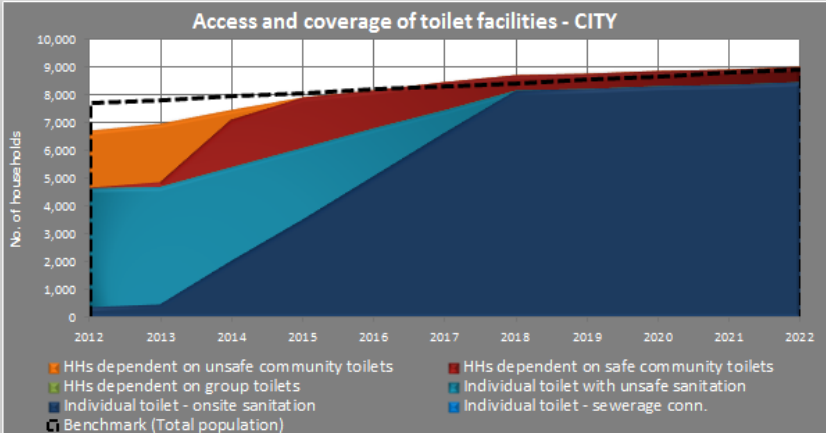 Access and coverage of toilet facilities - CITY
No. of households
10,000
9,000
8,000
7,000
6,000
5,000
4,000
3,000
2,000
1,000
0
2012 2013 2014 2015 2016 2017 2018 2019 2020 2021 2022
HHs dependent on unsafe community toilets HHs dependent on safe community toilets
HHs dependent on group toilets Individual toilet with unsafe sanitation
Individual toilet - onsite sanitation Individual toilet - sewerage conn.
Benchmark (Total population)